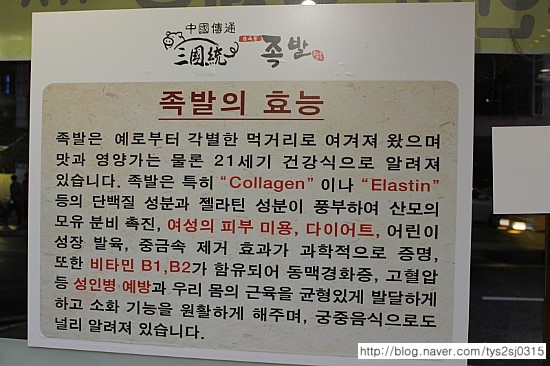 中國傳通
三國統 족발
족발의 효능
족발은 예로부터 각별한 먹거리로 여겨져 왔으며
맛과 영양가는 물론 21세기 건강식으로 알려져
있습니다. 족발은 특히 “Collagen” 이나 “Elastin”
등의 단백질 성분과 젤라틴 성분이 풍부하여 산모의
모유 분비 촉진, 여성의 피부 미용, 다이어트, 어린이
성장 발육, 중금속 제거 효과가 과학적으로 증명,
또한 비타민 B1,B2가 함유되어 동맥경화증, 고혈압
등 성인병 예방과 우리 몸의 근육을 균형있게 발달하게
하고 소화 기능을 원활하게 해주며, 궁중음식으로도
널리 알려져 있습니다.
http://blog.naver.com/tys2sj0315